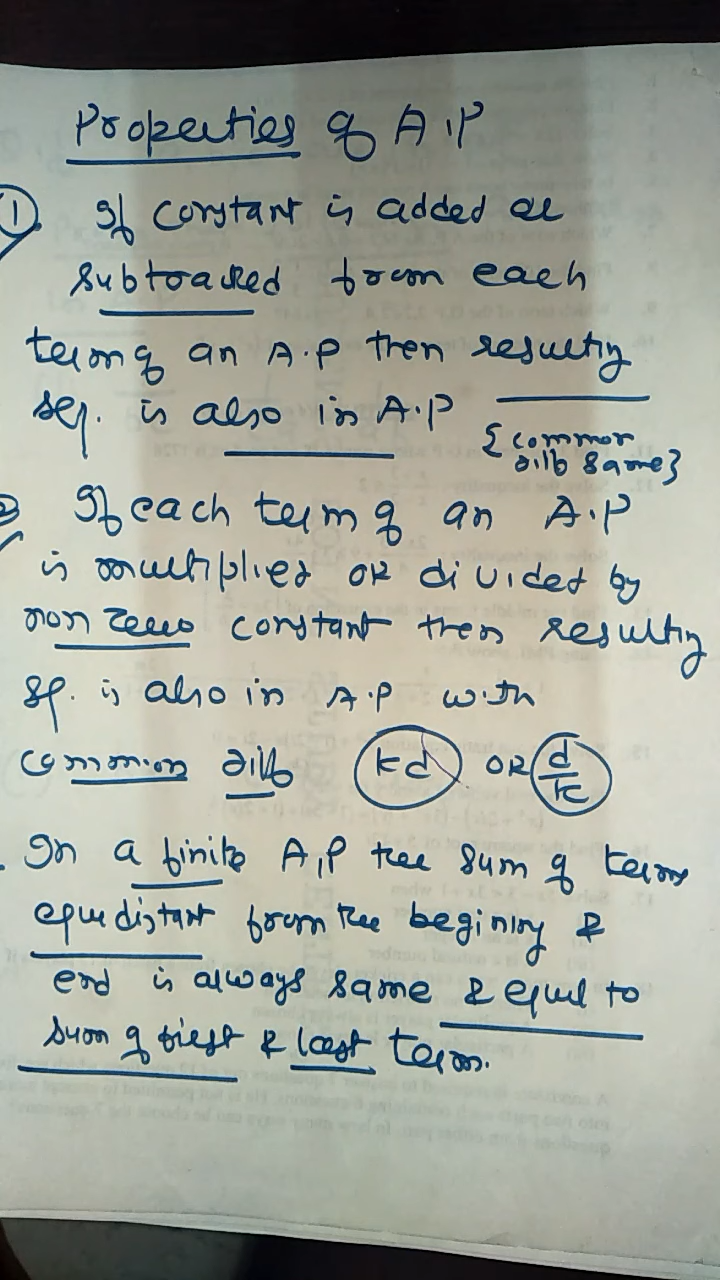 Properties of A.P
1 If constant is added or
subtracted from each
term of an A.P then resulting
seq. is also in A.P
{common
diff same}
If each term of an A.P
is multiplied OR divided by
non zero constant then resulting
sq. is also in A.P with
common diff kd OR d/k
In a finite A.P the sum of terms
equedistant from the begining &
end is always same & equl to
sum of first & last term.